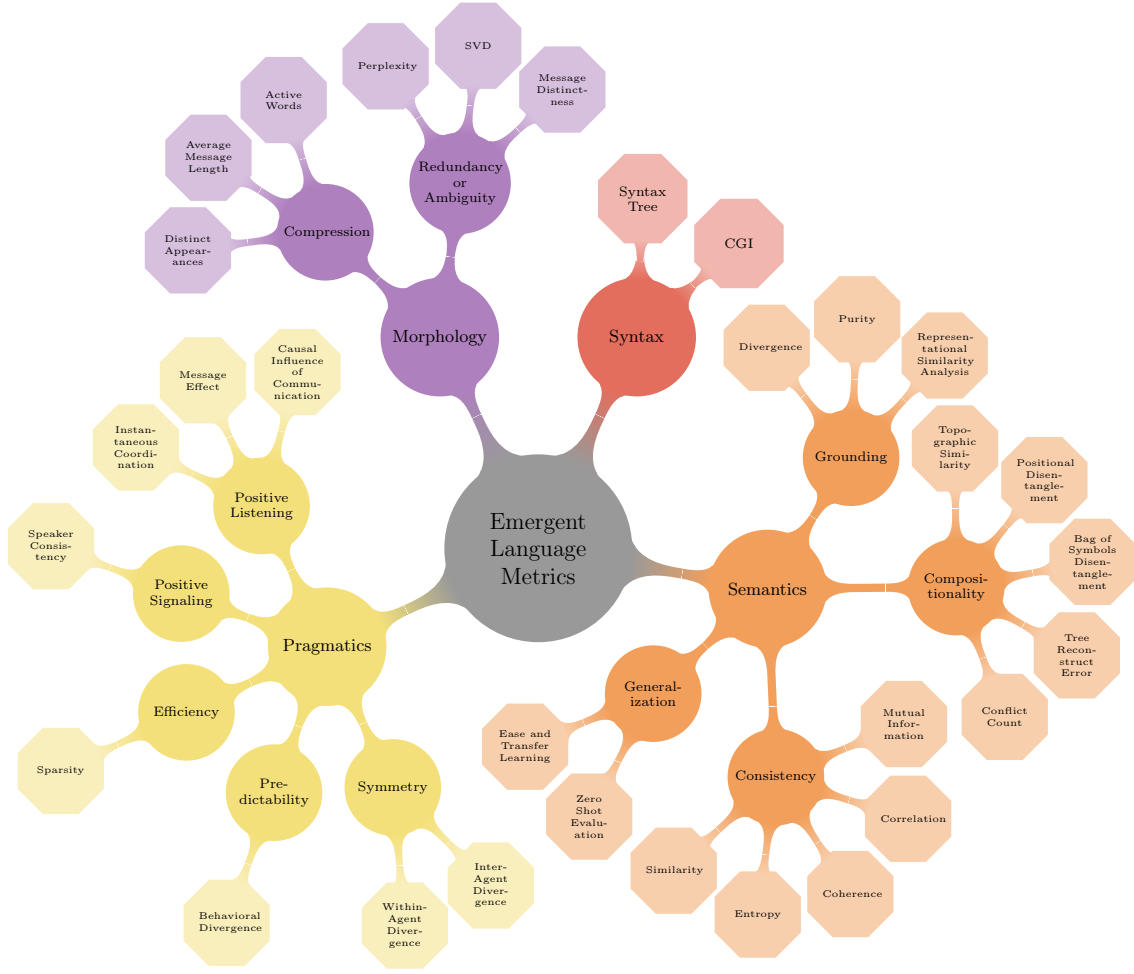 SVD
Perplexity
Message
Distinct-
ness
Active
Words
Average
Message
Length
Redundancy
or
Ambiguity
Distinct
Appear-
ances
Compression
Morphology
Syntax
Tree
CGI
Syntax
Emergent
Language
Metrics
Divergence
Purity
Represen-
tational
Similarity
Analysis
Grounding
Topo-
graphic
Simi-
larity
Positional
Disen-
tangle-
ment
Bag of
Symbols
Disen-
tangle-
ment
Tree
Recon-
struct
Error
Conflict
Count
Composi-
tionality
Semantics
General-
ization
Ease and
Transfer
Learning
Zero
Shot
Evalu-
ation
Consistency
Mutual
Infor-
mation
Correlation
Coherence
Entropy
Similarity
Causal
Influence
of
Commu-
nication
Message
Effect
Instan-
taneous
Coordi-
nation
Positive
Listening
Speaker
Consis-
tency
Positive
Signaling
Pragmatics
Efficiency
Sparsity
Pre-
dictability
Behavioral
Divergence
Symmetry
Within-
Agent
Diver-
gence
Inter-
Agent
Diver-
gence